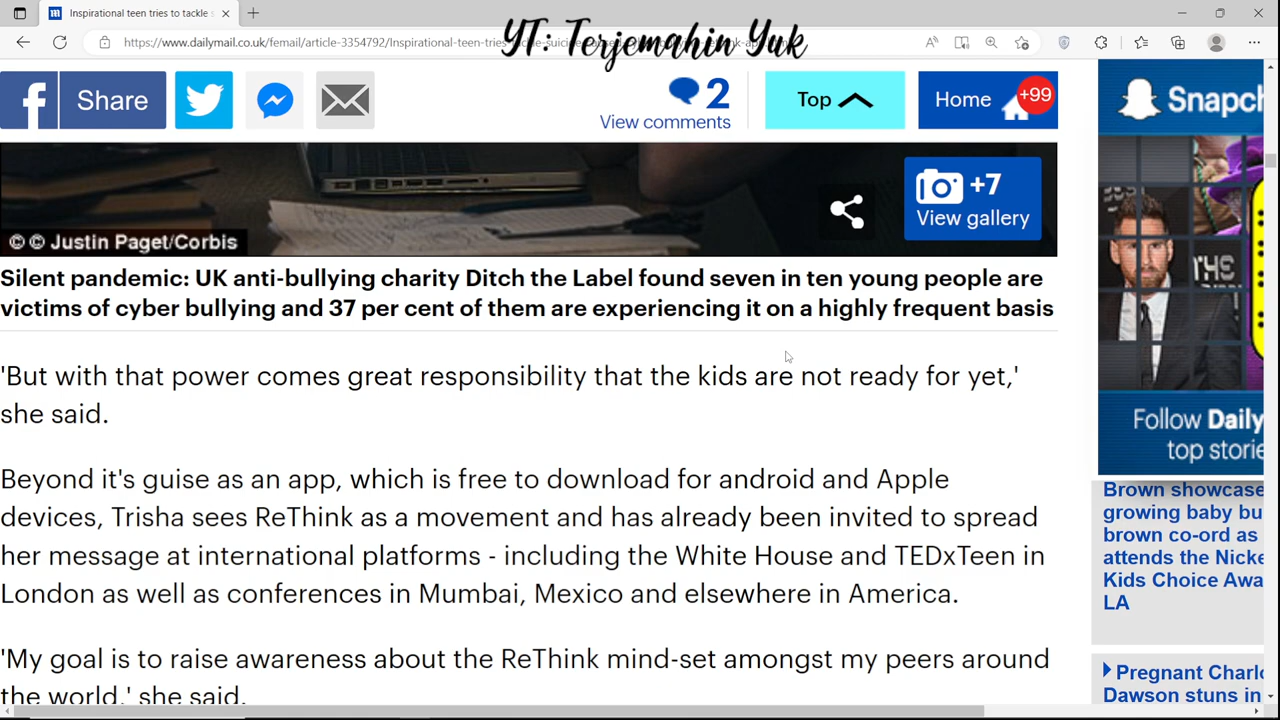 Inspirational teen tries to tackle s
https://www.dailymail.co.uk/femail/article-3354792/Inspirational-teen-tries-
YT: Terjemahin Yuk
Share
2
View comments
Top
Home
+99
+7
View gallery
© © Justin Paget/Corbis
Silent pandemic: UK anti-bullying charity Ditch the Label found seven in ten young people are
victims of cyber bullying and 37 per cent of them are experiencing it on a highly frequent basis
'But with that power comes great responsibility that the kids are not ready for yet,'
she said.
Beyond it's guise as an app, which is free to download for android and Apple
devices, Trisha sees ReThink as a movement and has already been invited to spread
her message at international platforms - including the White House and TEDxTeen in
London as well as conferences in Mumbai, Mexico and elsewhere in America.
'My goal is to raise awareness about the ReThink mind-set amongst my peers around
the world,' she said.
Snapch
THE
Follow Daily
top storie
Brown showcase
growing baby bu
brown co-ord as
attends the Nicke
Kids Choice Awa
LA
Pregnant Charlo
Dawson stuns in